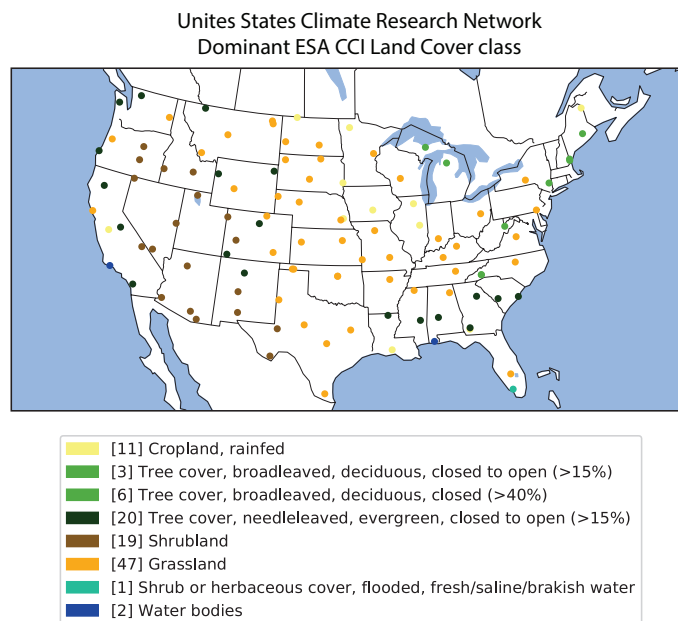 Unites States Climate Research Network
Dominant ESA CCI Land Cover class
[11] Cropland, rainfed
[3] Tree cover, broadleaved, deciduous, closed to open (>15%)
[6] Tree cover, broadleaved, deciduous, closed (>40%)
[20] Tree cover, needleleaved, evergreen, closed to open (>15%)
[19] Shrubland
[47] Grassland
[1] Shrub or herbaceous cover, flooded, fresh/saline/brakish water
[2] Water bodies